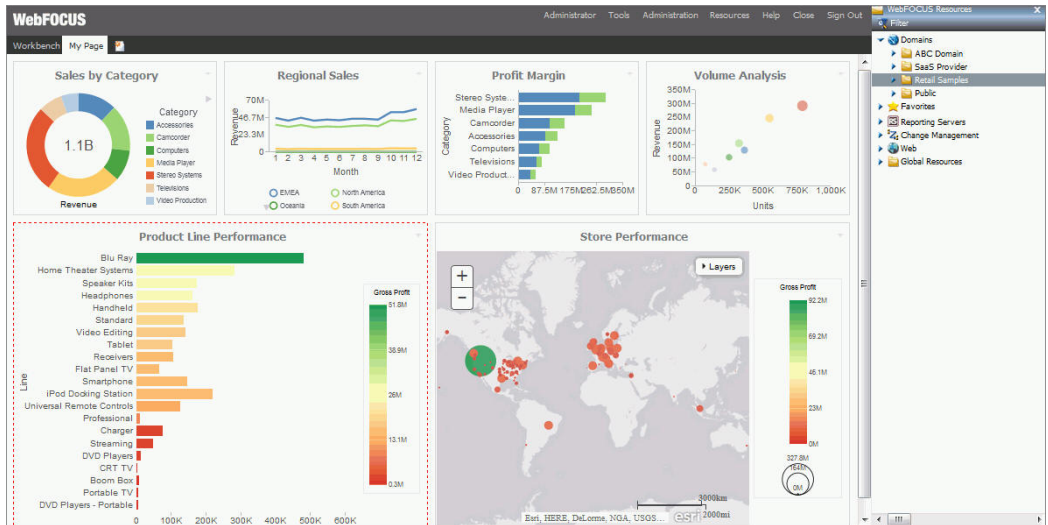 WebFOCUS
Administrator Tools Administration Resources Help Close Sign Out
Workbench My Page
Sales by Category
1.1B
Revenue
Category
Accessories
Camcorder
Computers
Media Player
Stereo Systems
Televisions
Video Production
Regional Sales
Revenue
70M
46.7M
23.3M
0
1 2 3 4 5 6 7 8 9 10 11 12
Month
EMEA
North America
Oceania
South America
Profit Margin
Category
Stereo Syste...
Media Player
Camcorder
Accessories
Computers
Televisions
Video Product...
0 87.5M 175M 262.5M 350M
Volume Analysis
Revenue
350M
300M
250M
200M
150M
100M
50M
0
0 250K 500K 750K 1,000K
Units
Product Line Performance
Line
Blu Ray
Home Theater Systems
Speaker Kits
Headphones
Handheld
Standard
Video Editing
Tablet
Receivers
Flat Panel TV
Smartphone
iPod Docking Station
Universal Remote Controls
Professional
Charger
Streaming
DVD Players
CRT TV
Boom Box
Portable TV
DVD Players - Portable
0 100K 200K 300K 400K 500K 600K
Gross Profit
51.8M
38.9M
26M
13.1M
0.3M
Store Performance
+
−
Layers
3000km
2000mi
Esri, HERE, DeLorme, NGA, USGS...
esri
Gross Profit
92.2M
69.2M
46.1M
23M
0M
327.8M
164M
0M
WebFOCUS Resources X
Filter
Domains
ABC Domain
SaaS Provider
Retail Samples
Public
Favorites
Reporting Servers
Change Management
Web
Global Resources